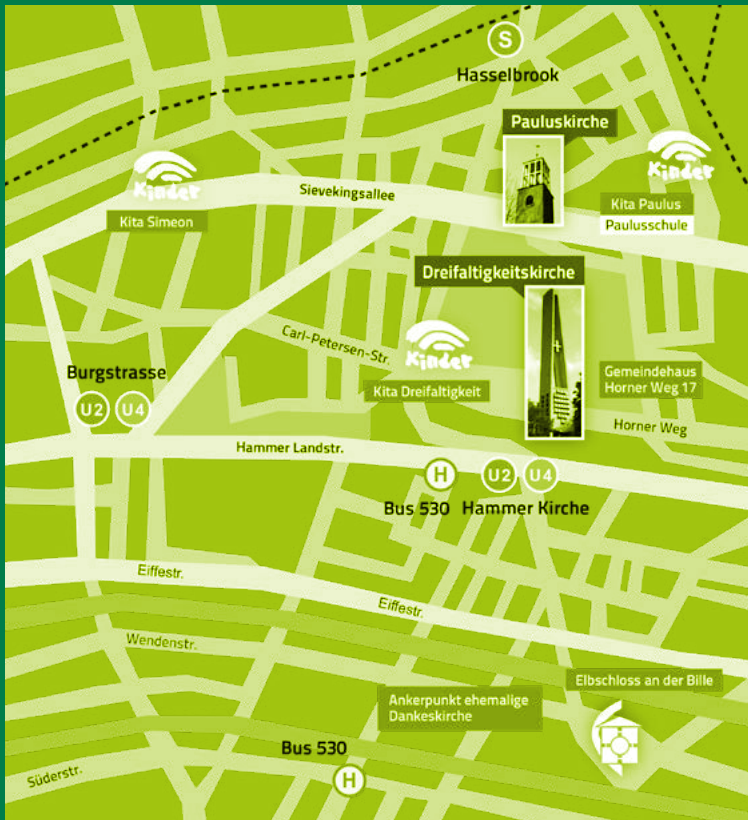 S
Hasselbrook
Pauluskirche
Kinder
Kinder
Sievekingsallee
Kita Simeon
Kita Paulus
Paulusschule
Dreifaltigkeitskirche
Carl-Petersen-Str.
Kinder
Burgstrasse
U2 U4
Kita Dreifaltigkeit
Gemeindehaus
Horner Weg 17
Horner Weg
Hammer Landstr.
H U2 U4
Bus 530 Hammer Kirche
Eiffestr.
Eiffestr.
Wendenstr.
Elbschloss an der Bille
Ankerpunkt ehemalige
Dankeskirche
Bus 530
H
Süderstr.